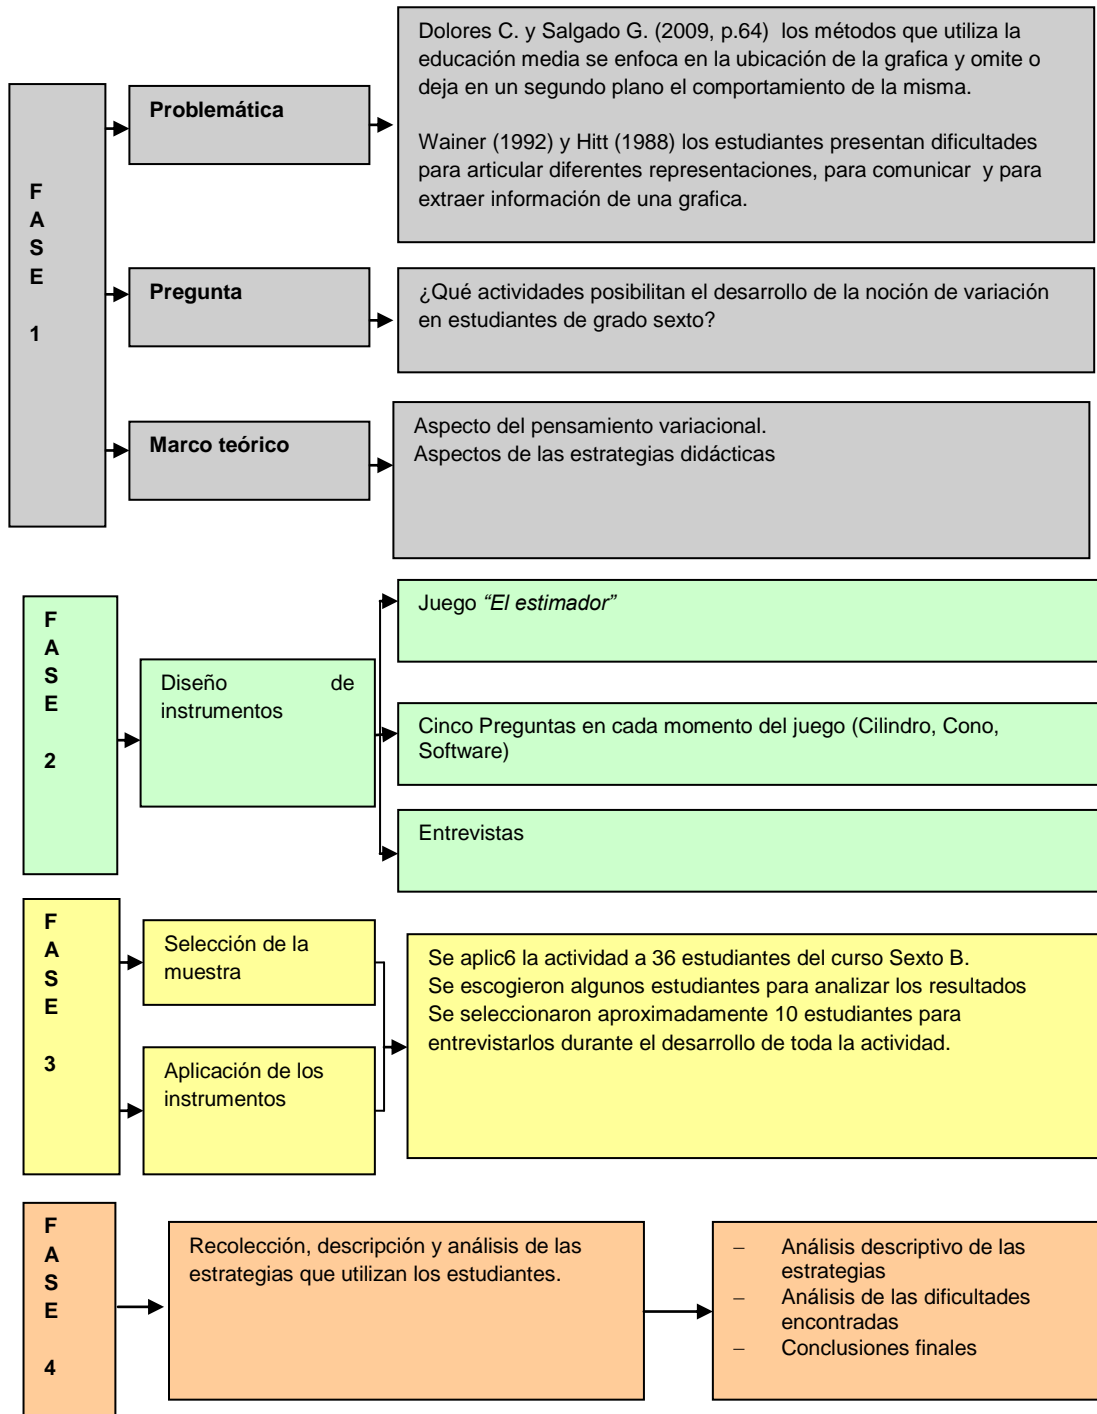 FASE 1
Problemática
Dolores C. y Salgado G. (2009, p.64) los métodos que utiliza la
educación media se enfoca en la ubicación de la grafica y omite o
deja en un segundo plano el comportamiento de la misma.
Wainer (1992) y Hitt (1988) los estudiantes presentan dificultades
para articular diferentes representaciones, para comunicar y para
extraer información de una grafica.
Pregunta
¿Qué actividades posibilitan el desarrollo de la noción de variación
en estudiantes de grado sexto?
Marco teórico
Aspecto del pensamiento variacional.
Aspectos de las estrategias didácticas
FASE 2
Diseño de
instrumentos
Juego “El estimador”
Cinco Preguntas en cada momento del juego (Cilindro, Cono,
Software)
Entrevistas
FASE 3
Selección de la
muestra
Aplicación de los
instrumentos
Se aplic6 la actividad a 36 estudiantes del curso Sexto B.
Se escogieron algunos estudiantes para analizar los resultados
Se seleccionaron aproximadamente 10 estudiantes para
entrevistarlos durante el desarrollo de toda la actividad.
FASE 4
Recolección, descripción y análisis de las
estrategias que utilizan los estudiantes.
– Análisis descriptivo de las
estrategias
– Análisis de las dificultades
encontradas
– Conclusiones finales